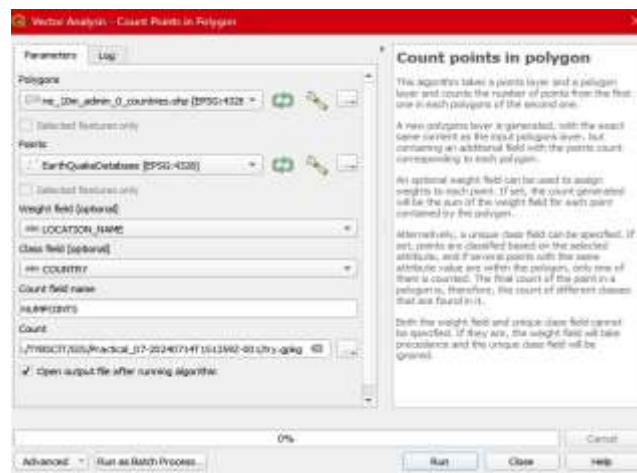 Vector Analysis - Count Points in Polygon
Parameters
Log
Polygons
ne_10m_admin_0_countries.shp [EPSG:4326
Selected features only
Points
EarthQuakeDatabase [EPSG:4326]
Selected features only
Weight field [optional]
abc LOCATION_NAME
Class field [optional]
abc COUNTRY
Count field name
NUMPOINTS
Count
Open output file after running algorithm
Count points in polygon
This algorithm takes a points layer and a polygon
layer and counts the number of points from the first
one in each polygons of the second one.
A new polygons layer is generated, with the exact
same content as the input polygons layer, but
containing an additional field with the points count
corresponding to each polygon.
An optional weight field can be used to assign
weights to each point. If set, the count generated
will be the sum of the weight field for each point
contained by the polygon.
Alternatively, a unique class field can be specified. If
set, points are classified based on the selected
attribute, and if several points with the same
attribute value are within the polygon, only one of
them is counted. The final count of the point in a
polygon is, therefore, the count of different classes
that are found in it.
Both the weight field and unique class field cannot
be specified. If they are, the weight field will take
precedence and the unique class field will be
ignored.
0%
Cancel
Advanced
Run as Batch Process...
Run
Close
Help